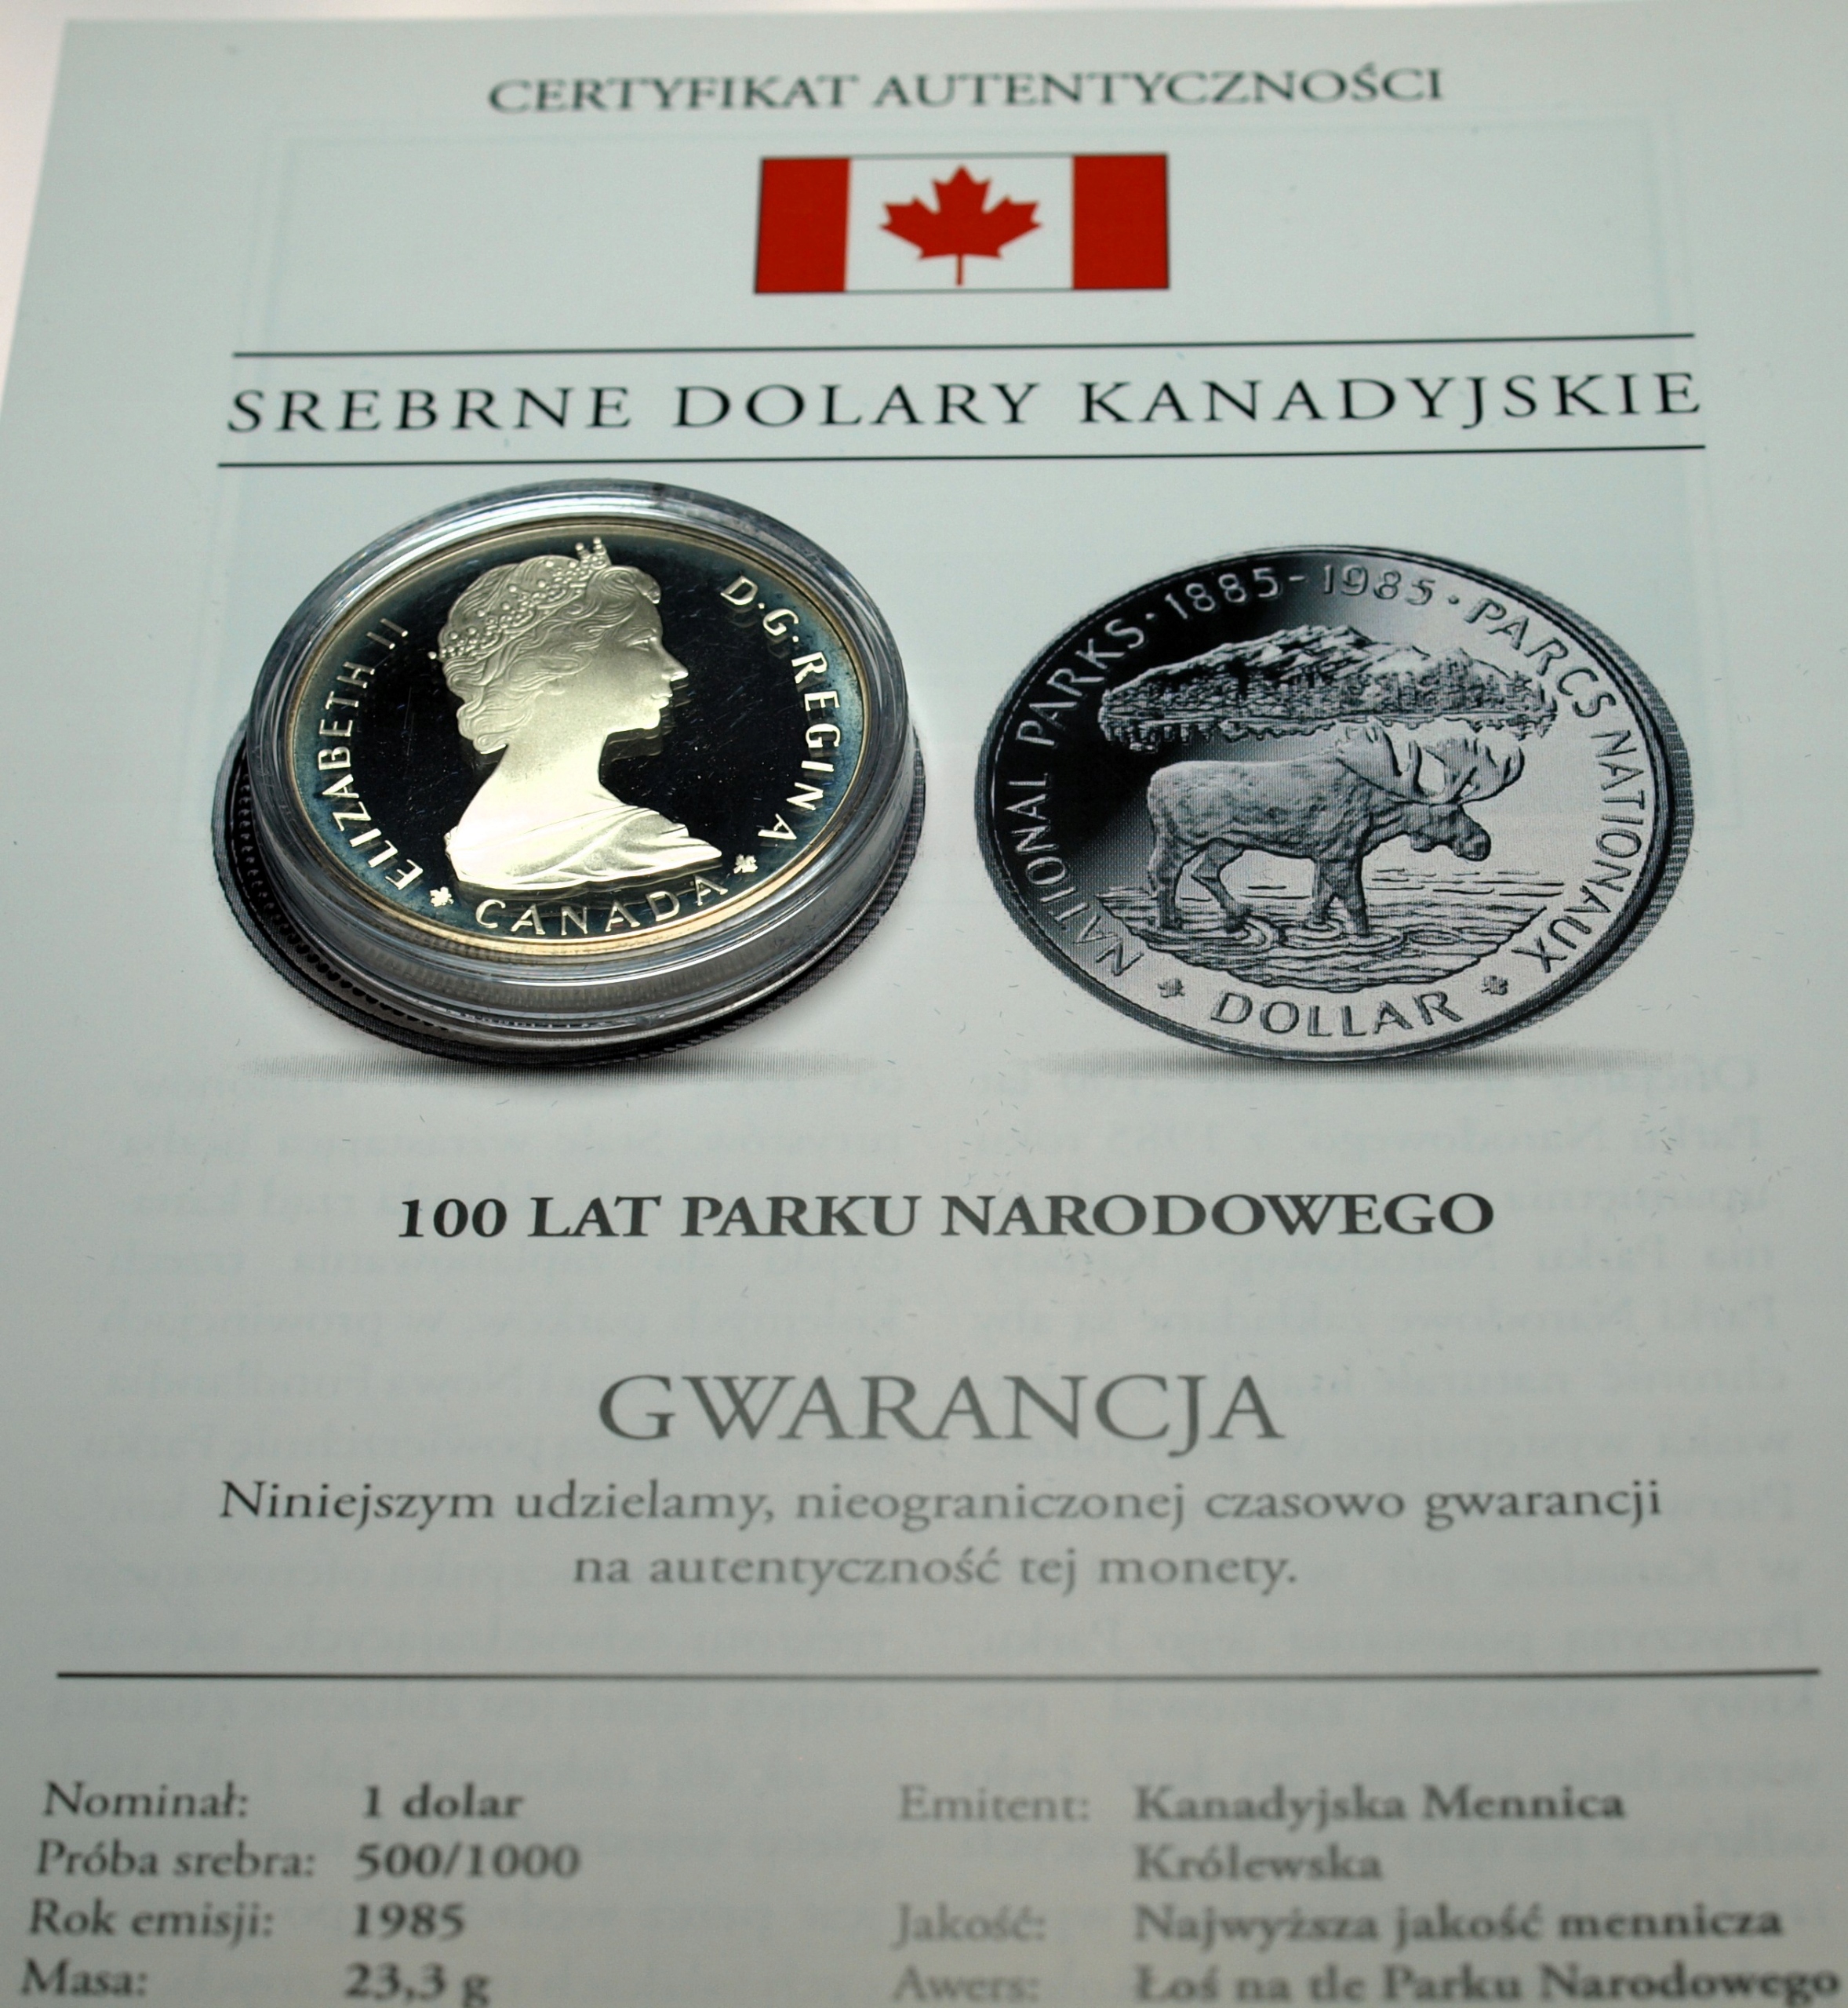 CERTYFIKAT AUTENTYCZNOŚCI
SREBRNE DOLARY KANADYJSKIE
ELIZABETH II D·G·REGINA
CANADA
NATIONAL PARKS·1885-1985·PARCS NATIONAUX
DOLLAR
100 LAT PARKU NARODOWEGO
GWARANCJA
Niniejszym udzielamy, nieograniczonej czasowo gwarancji
na autentyczność tej monety.
Nominał: 1 dolar
Próba srebra: 500/1000
Rok emisji: 1985
Masa: 23,3 g
Emitent: Kanadyjska Mennica
Królewska
Jakość: Najwyższa jakość mennicza
Awers: Łoś na tle Parku Narodowego